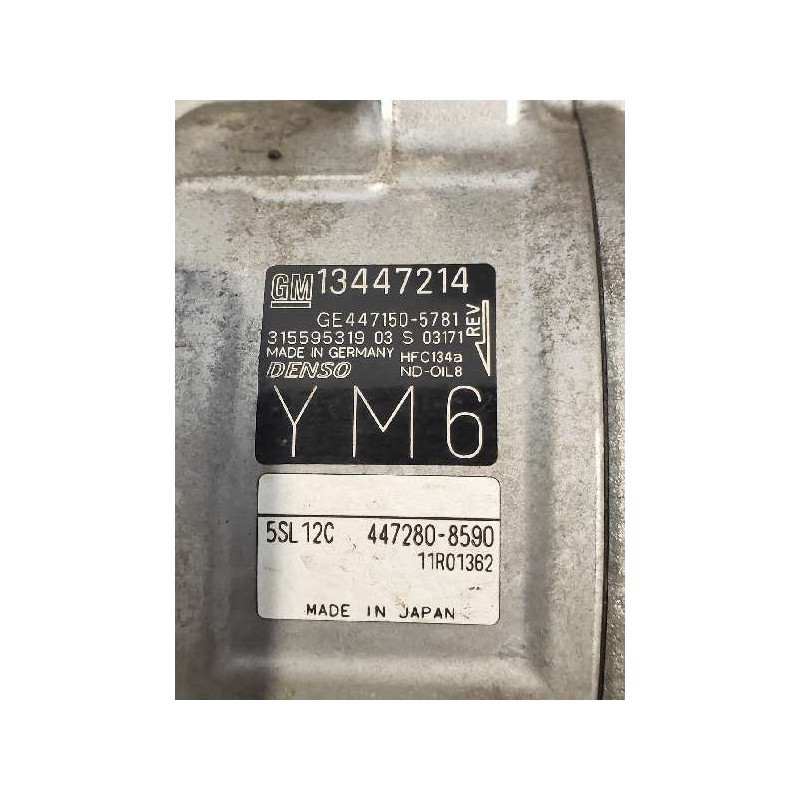 GM 13447214
GE447150-5781
315595319 03 S 03171
MADE IN GERMANY HFC134a
DENSO ND-OIL8
REV
YM6
5SL12C 447280-8590
11R01362
MADE IN JAPAN